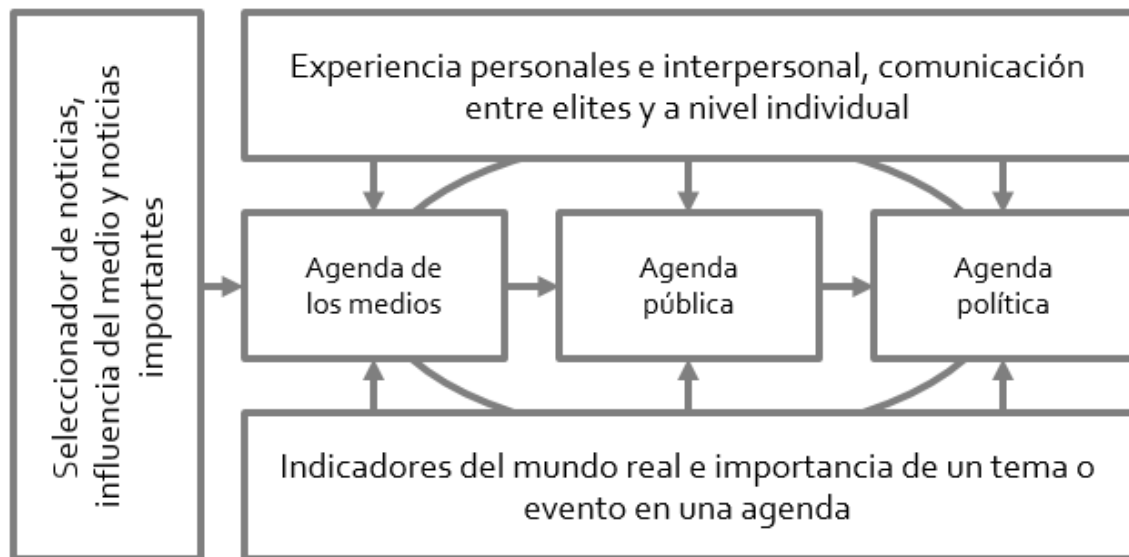 Seleccionador de noticias,
influencia del medio y noticias
importantes
Experiencia personales e interpersonal, comunicación
entre elites y a nivel individual
Agenda de
los medios
Agenda
pública
Agenda
política
Indicadores del mundo real e importancia de un tema o
evento en una agenda